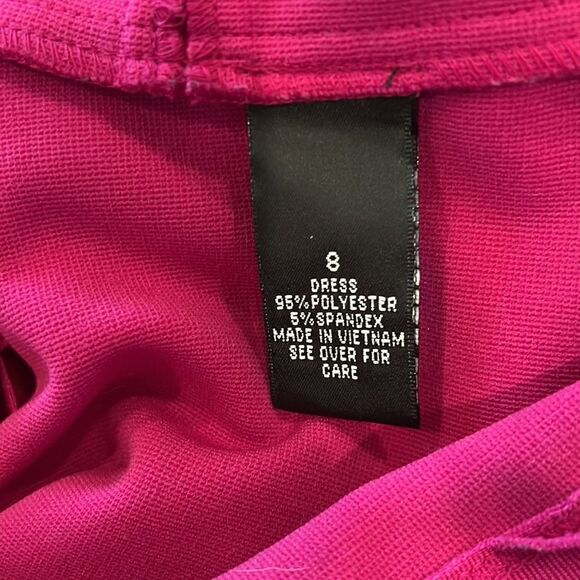 8
DRESS
95%POLYESTER
5%SPANDEX
MADE IN VIETNAM
SEE OVER FOR
CARE